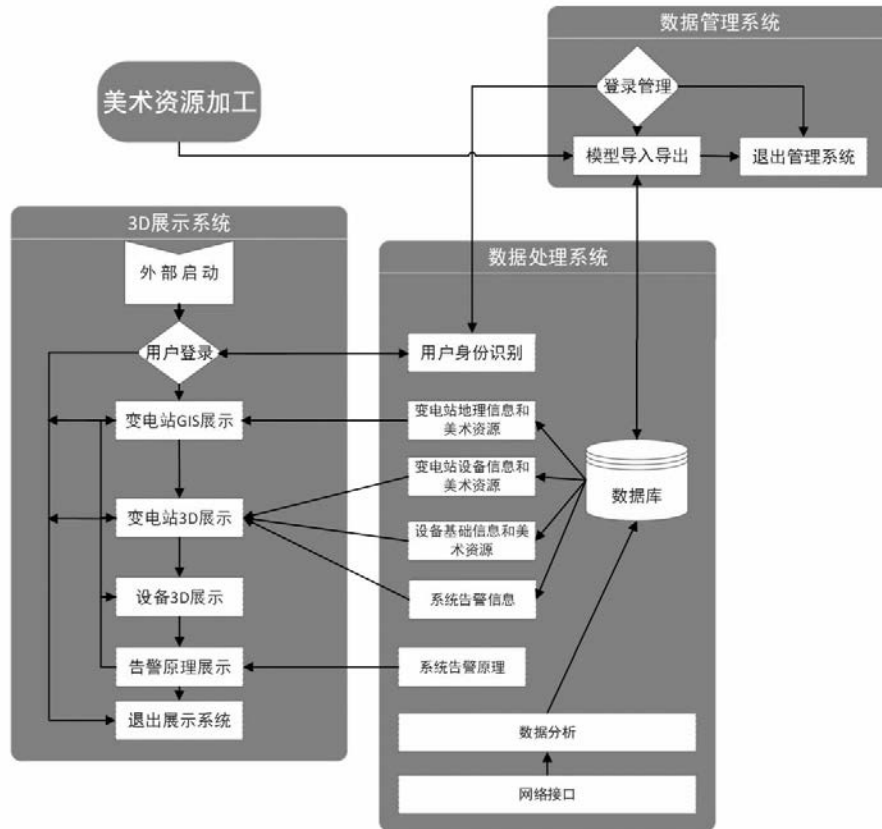 数据管理系统
登录管理
美术资源加工
模型导入导出
退出管理系统
3D展示系统
外部启动
用户登录
变电站GIS展示
变电站3D展示
设备3D展示
告警原理展示
退出展示系统
数据处理系统
用户身份识别
变电站地理信息和
美术资源
变电站设备信息和
美术资源
设备基础信息和美
术资源
系统告警信息
数据库
系统告警原理
数据分析
网络接口